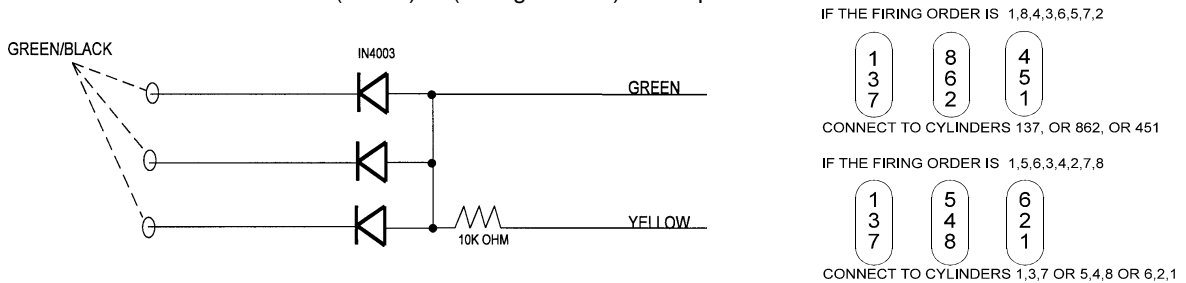 GREEN/BLACK
IN4003
GREEN
YELLOW
10K OHM
IF THE FIRING ORDER IS 1,8,4,3,6,5,7,2
1 8 4
3 6 5
7 2 1
CONNECT TO CYLINDERS 137, OR 862, OR 451
IF THE FIRING ORDER IS 1,5,6,3,4,2,7,8
1 5 6
3 4 2
7 8 1
CONNECT TO CYLINDERS 1,3,7 OR 5,4,8 OR 6,2,1